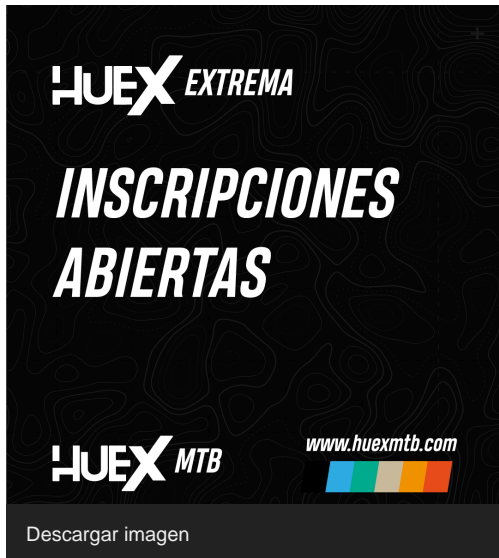 HUEX EXTREMA
INSCRIPCIONES
ABIERTAS
HUEX MTB
www.huexmtb.com
Descargar imagen